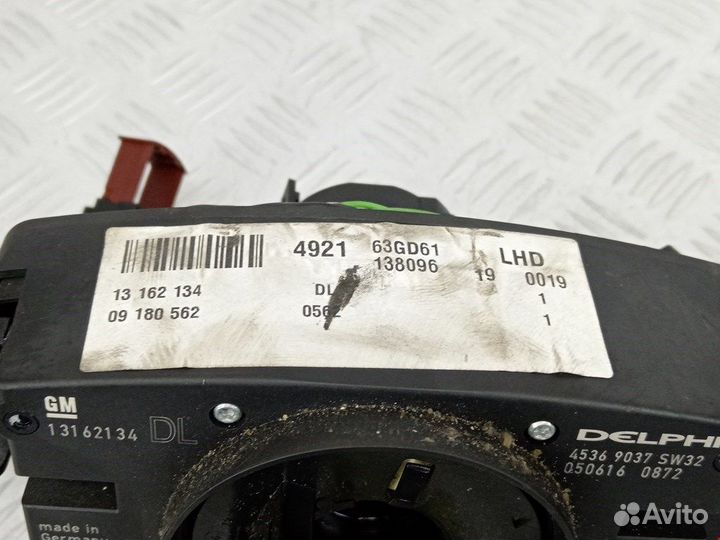 4921 63GD61 LHD
138096 19 0019
13 162 134 DL 1
09 180 562 0562 1
GM
13162134 DL
DELPHI
4536 9037 SW32
050616 0872
made in
Germany
Avito